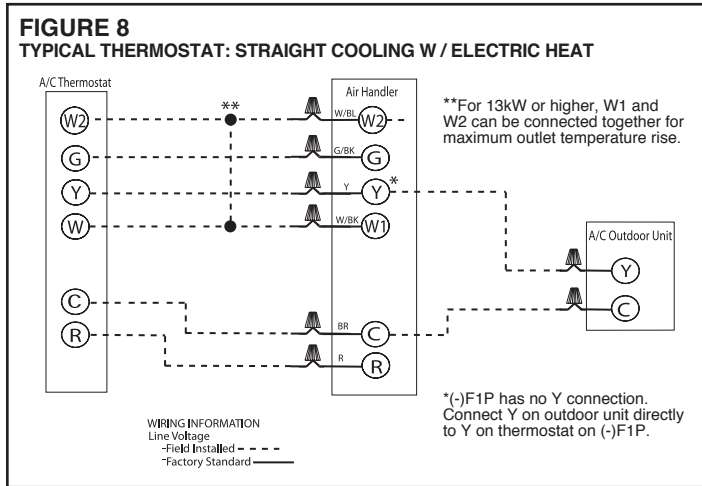 FIGURE 8
TYPICAL THERMOSTAT: STRAIGHT COOLING W / ELECTRIC HEAT
A/C Thermostat
W2
G
Y
W
C
R
**
Air Handler
W/BL
W2
G/BK
G
Y
Y
*
W/BK
W1
BR
C
R
R
**For 13kW or higher, W1 and
W2 can be connected together for
maximum outlet temperature rise.
A/C Outdoor Unit
Y
C
*(-)F1P has no Y connection.
Connect Y on outdoor unit directly
to Y on thermostat on (-)F1P.
WIRING INFORMATION
Line Voltage
-Field Installed
-Factory Standard